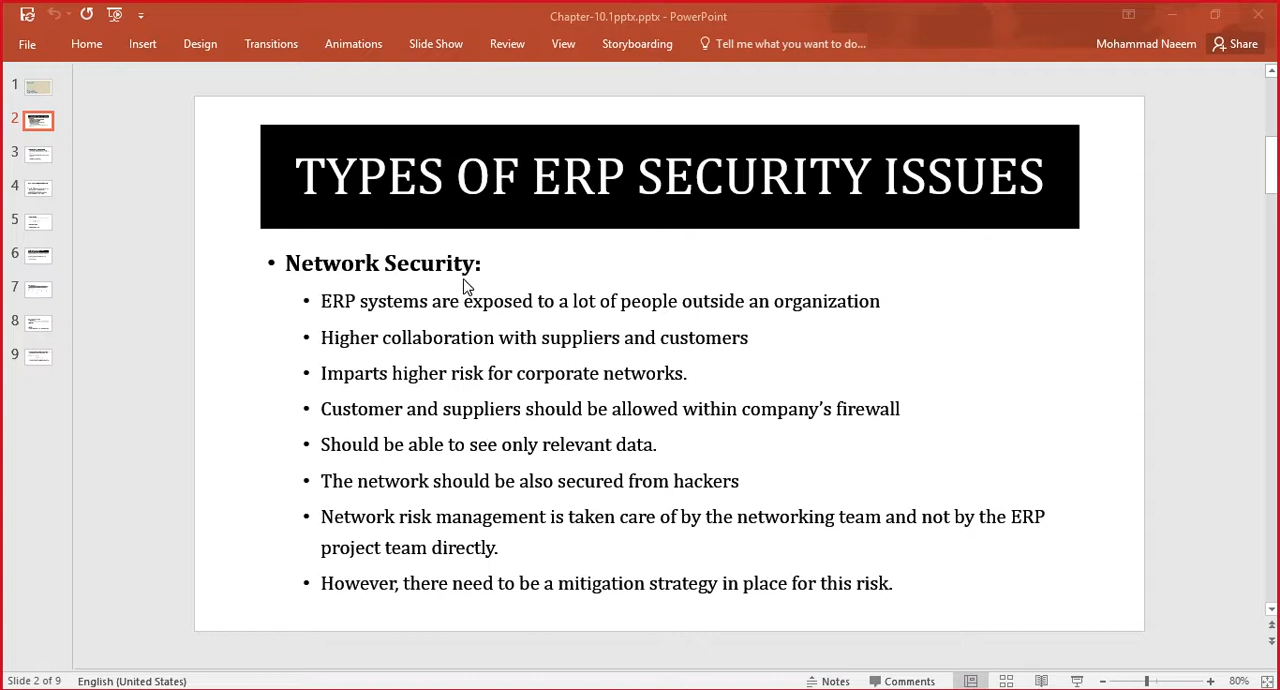 Chapter-10.1pptx.pptx - PowerPoint
File Home Insert Design Transitions Animations Slide Show Review View Storyboarding Tell me what you want to do... Mohammad Naeem Share
1
2
3
4
5
6
7
8
9
TYPES OF ERP SECURITY ISSUES
• Network Security:
• ERP systems are exposed to a lot of people outside an organization
• Higher collaboration with suppliers and customers
• Imparts higher risk for corporate networks.
• Customer and suppliers should be allowed within company’s firewall
• Should be able to see only relevant data.
• The network should be also secured from hackers
• Network risk management is taken care of by the networking team and not by the ERP
project team directly.
• However, there need to be a mitigation strategy in place for this risk.
Slide 2 of 9 English (United States) Notes Comments 80%